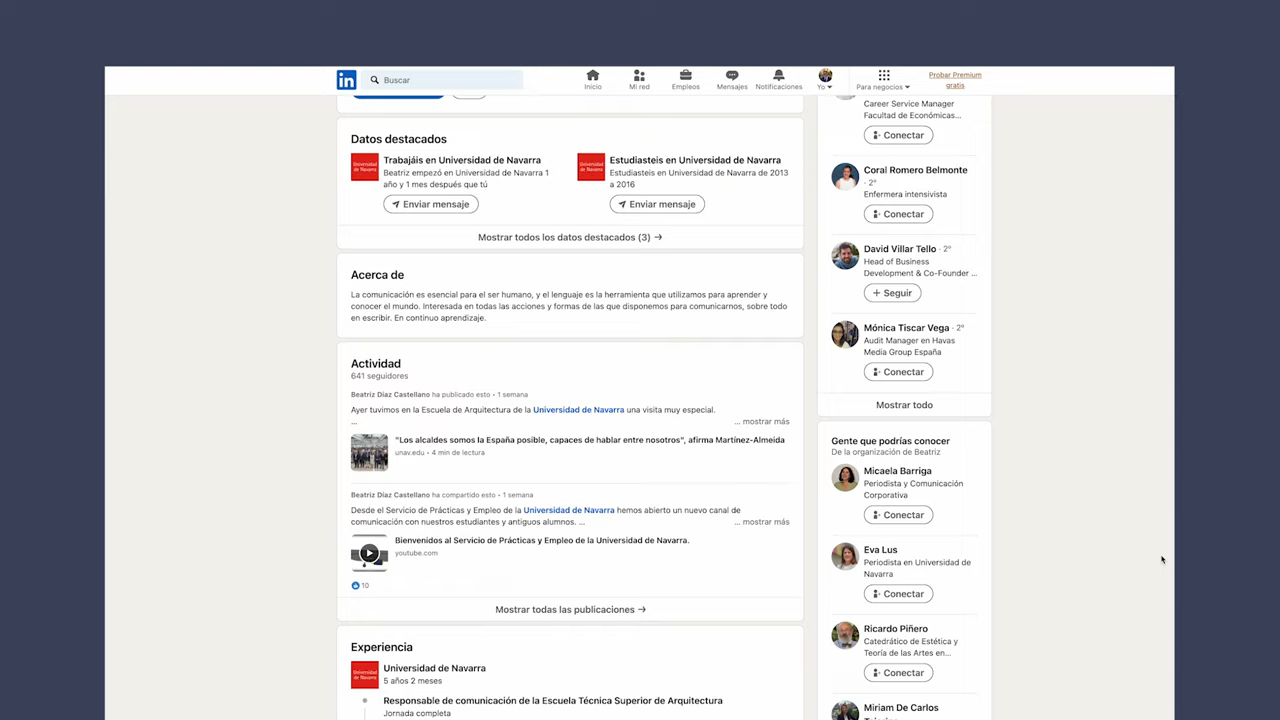 in
Buscar
Inicio
Mi red
Empleos
Mensajes
Notificaciones
Yo
Para negocios
Probar Premium
gratis
Datos destacados
Universidad
de Navarra
Trabajáis en Universidad de Navarra
Beatriz empezó en Universidad de Navarra 1
año y 1 mes después que tú
Enviar mensaje
Universidad
de Navarra
Estudiasteis en Universidad de Navarra
Estudiasteis en Universidad de Navarra de 2013
a 2016
Enviar mensaje
Mostrar todos los datos destacados (3) →
Acerca de
La comunicación es esencial para el ser humano, y el lenguaje es la herramienta que utilizamos para aprender y
conocer el mundo. Interesada en todas las acciones y formas de las que disponemos para comunicarnos, sobre todo
en escribir. En continuo aprendizaje.
Actividad
641 seguidores
Beatriz Díaz Castellano ha publicado esto • 1 semana
Ayer tuvimos en la Escuela de Arquitectura de la Universidad de Navarra una visita muy especial.
... ... mostrar más
"Los alcaldes somos la España posible, capaces de hablar entre nosotros", afirma Martínez-Almeida
unav.edu • 4 min de lectura
Beatriz Díaz Castellano ha compartido esto • 1 semana
Desde el Servicio de Prácticas y Empleo de la Universidad de Navarra hemos abierto un nuevo canal de
comunicación con nuestros estudiantes y antiguos alumnos. ... ... mostrar más
Bienvenidos al Servicio de Prácticas y Empleo de la Universidad de Navarra.
youtube.com
10
Mostrar todas las publicaciones →
Experiencia
Universidad
de Navarra
Universidad de Navarra
5 años 2 meses
Responsable de comunicación de la Escuela Técnica Superior de Arquitectura
Jornada completa
Career Service Manager
Facultad de Económicas...
Conectar
Coral Romero Belmonte
· 2º
Enfermera intensivista
Conectar
David Villar Tello · 2º
Head of Business
Development & Co-Founder ...
+ Seguir
Mónica Tiscar Vega · 2º
Audit Manager en Havas
Media Group España
Conectar
Mostrar todo
Gente que podrías conocer
De la organización de Beatriz
Micaela Barriga
Periodista y Comunicación
Corporativa
Conectar
Eva Lus
Periodista en Universidad de
Navarra
Conectar
Ricardo Piñero
Catedrático de Estética y
Teoría de las Artes en...
Conectar
Miriam De Carlos